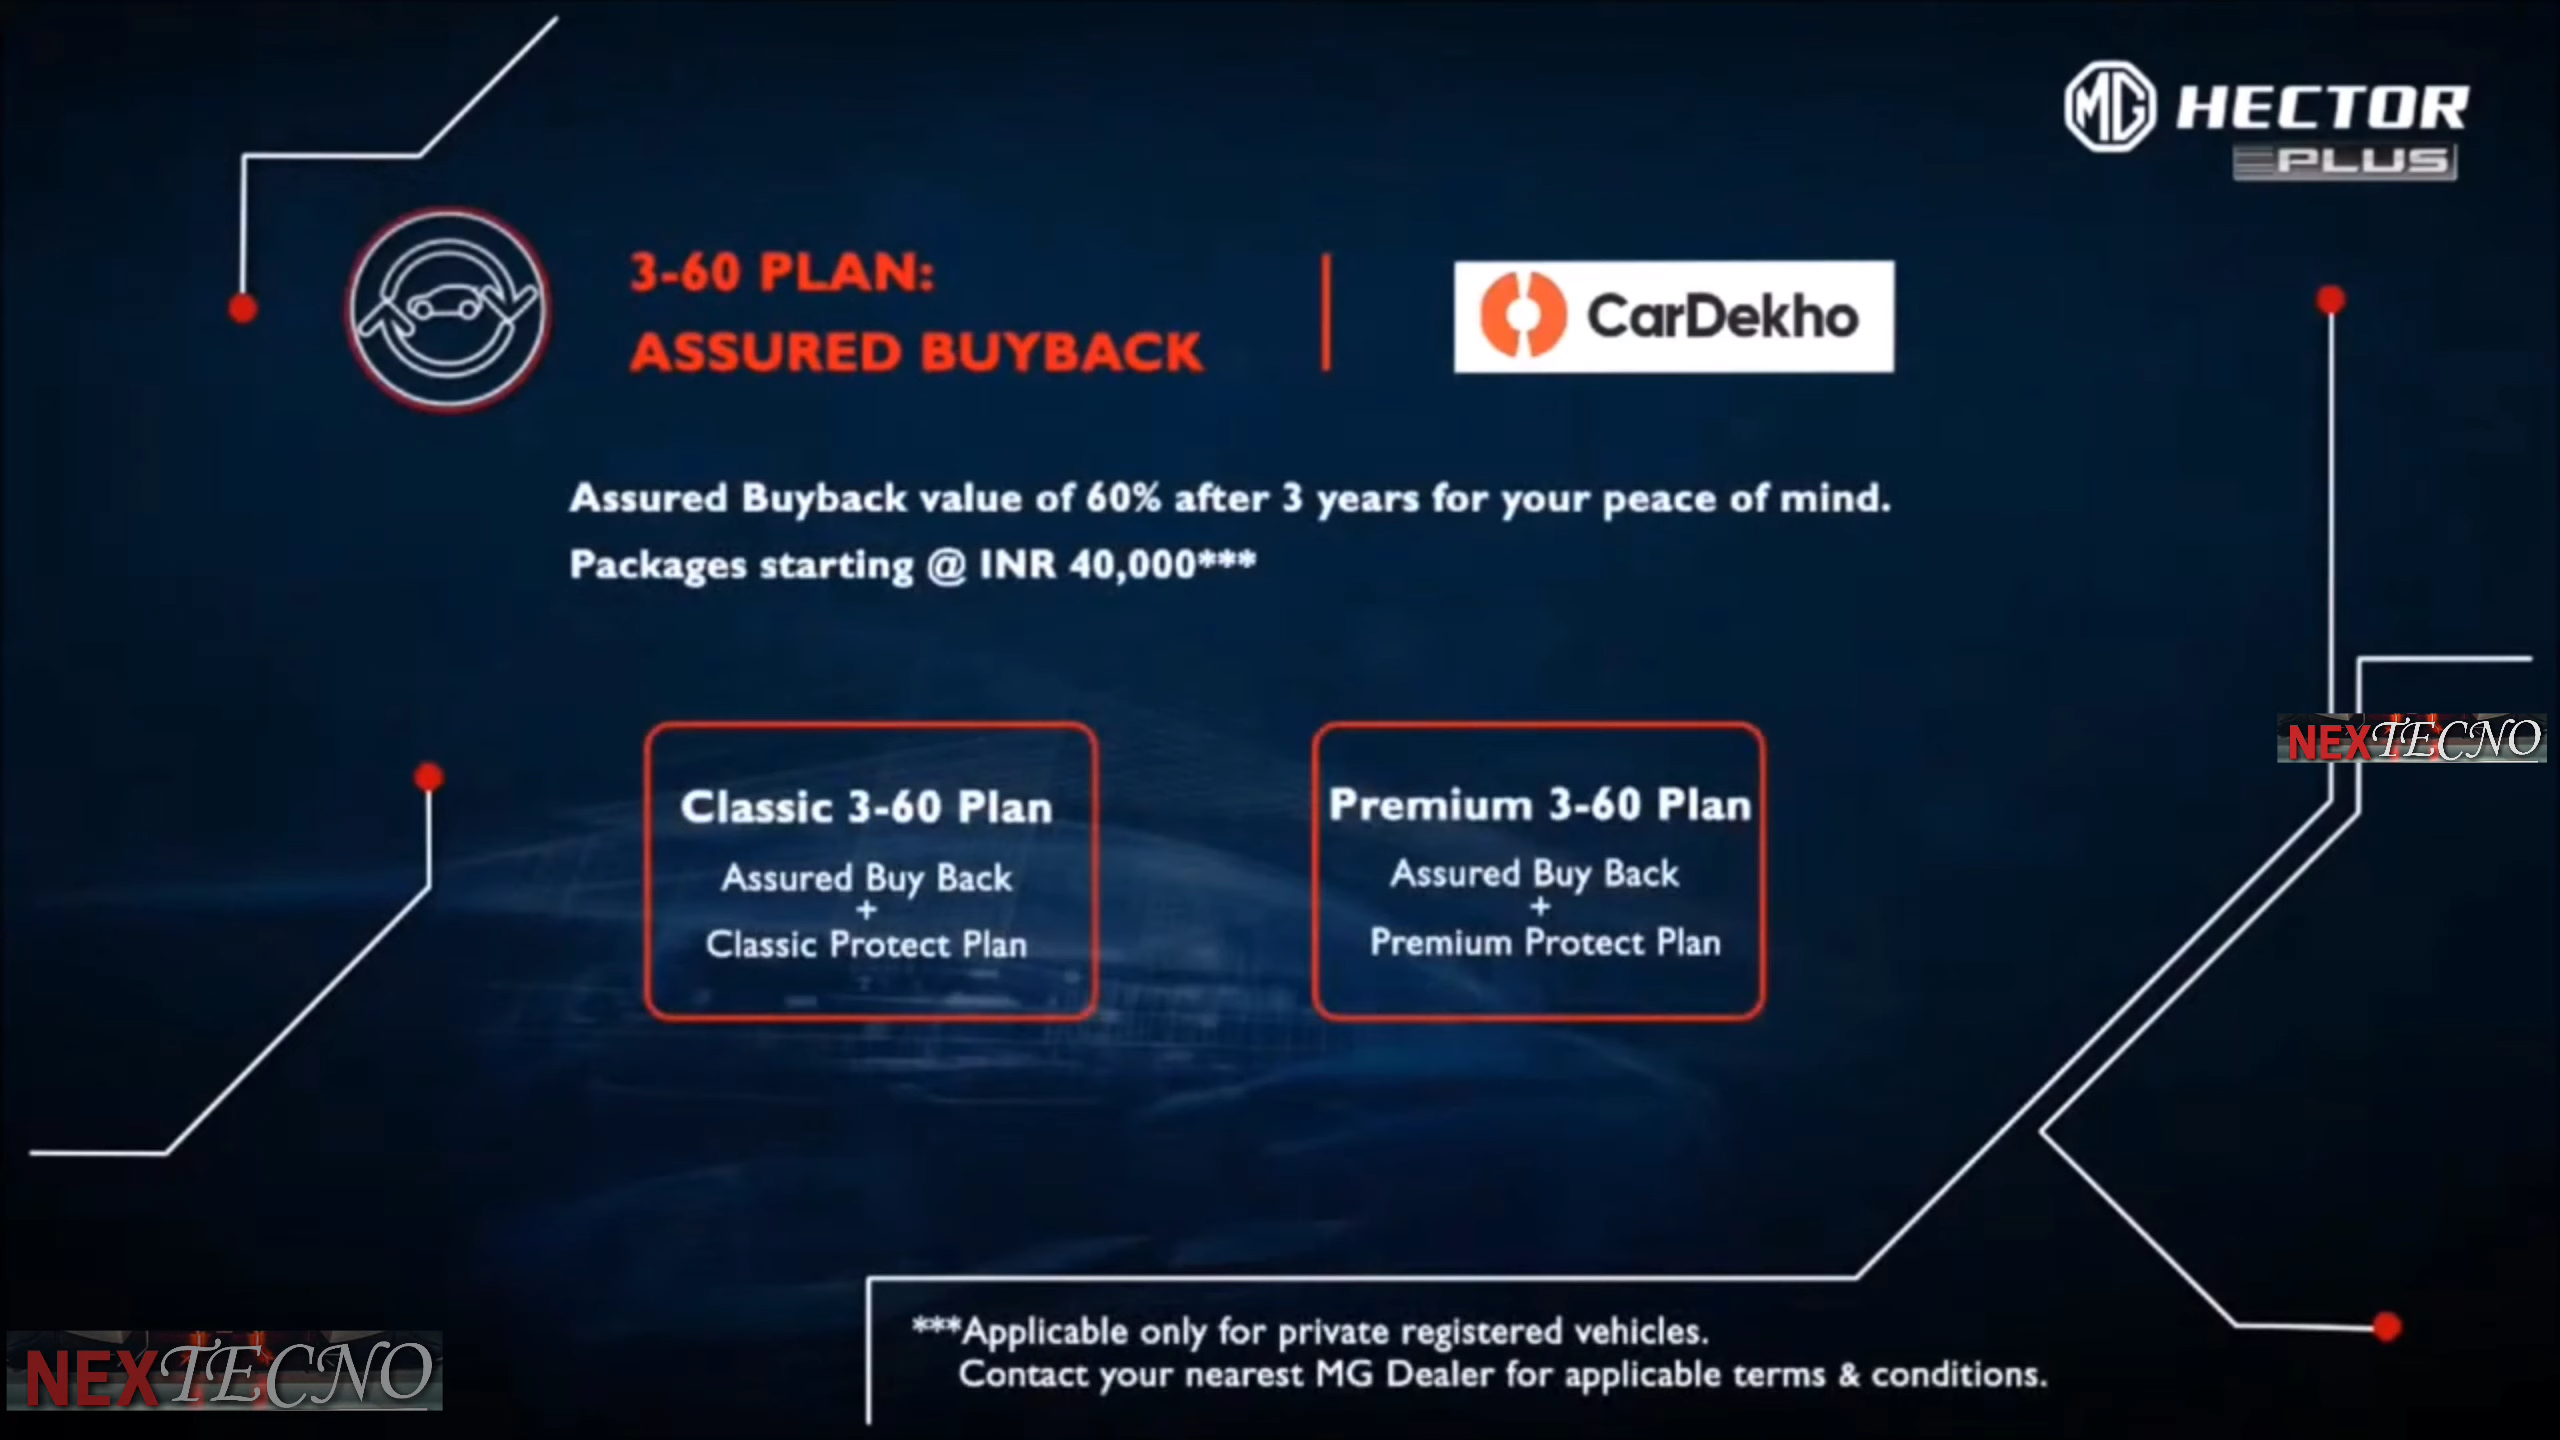 MG HECTOR
PLUS
3-60 PLAN:
ASSURED BUYBACK
CarDekho
Assured Buyback value of 60% after 3 years for your peace of mind.
Packages starting @ INR 40,000***
NEXTECNO
Classic 3-60 Plan
Assured Buy Back
+
Classic Protect Plan
Premium 3-60 Plan
Assured Buy Back
+
Premium Protect Plan
***Applicable only for private registered vehicles.
Contact your nearest MG Dealer for applicable terms & conditions.
NEXTECNO